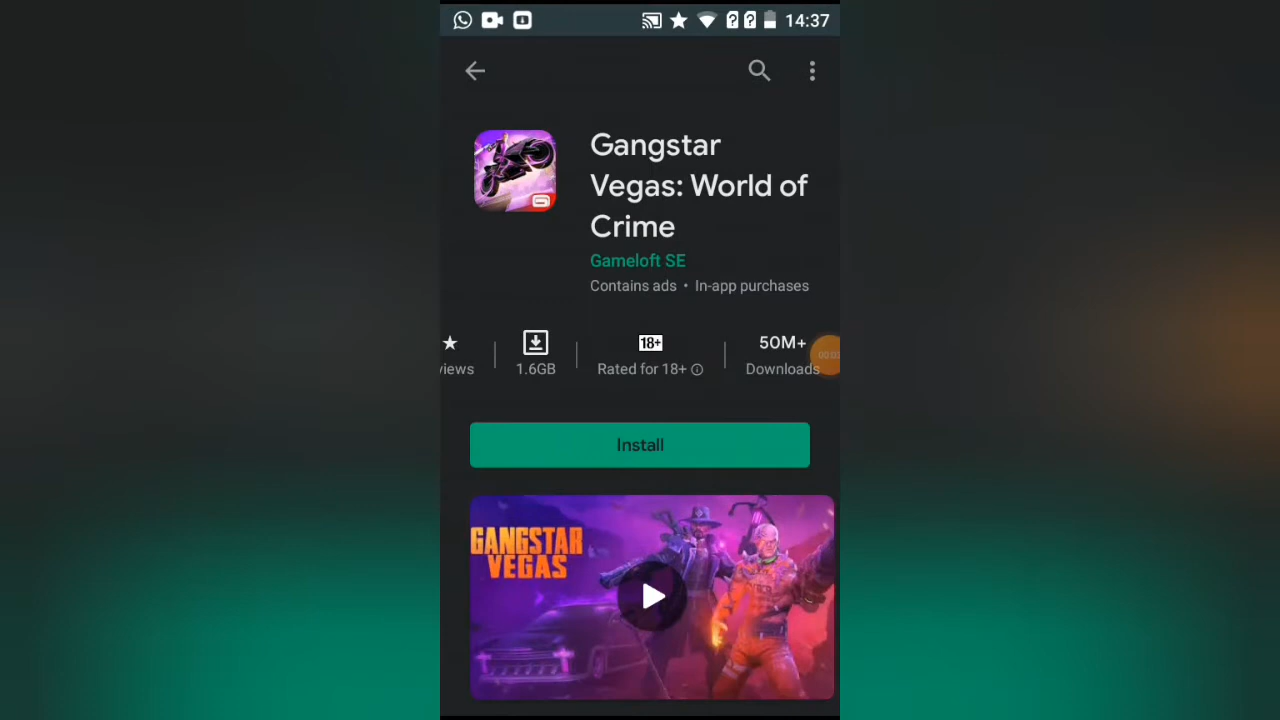 14:37
Gangstar
Vegas: World of
Crime
Gameloft SE
Contains ads • In-app purchases
18+
50M+
views
1.6GB
Rated for 18+
Downloads
Install
GANGSTAR
VEGAS